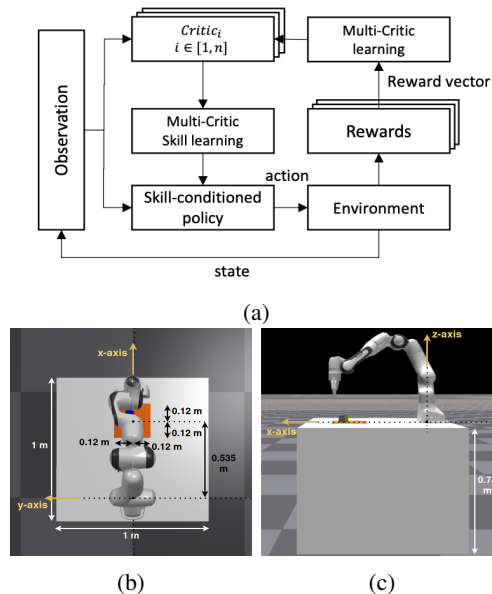 Critic_i
i ∈ [1, n]
Multi-Critic
learning
Reward vector
Observation
Multi-Critic
Skill learning
Rewards
action
Skill-conditioned
policy
Environment
state
(a)
x-axis
0.12 m
1 m
0.12 m
0.12 m
0.12 m
0.535
m
y-axis
1 m
(b)
z-axis
x-axis
m
(c)